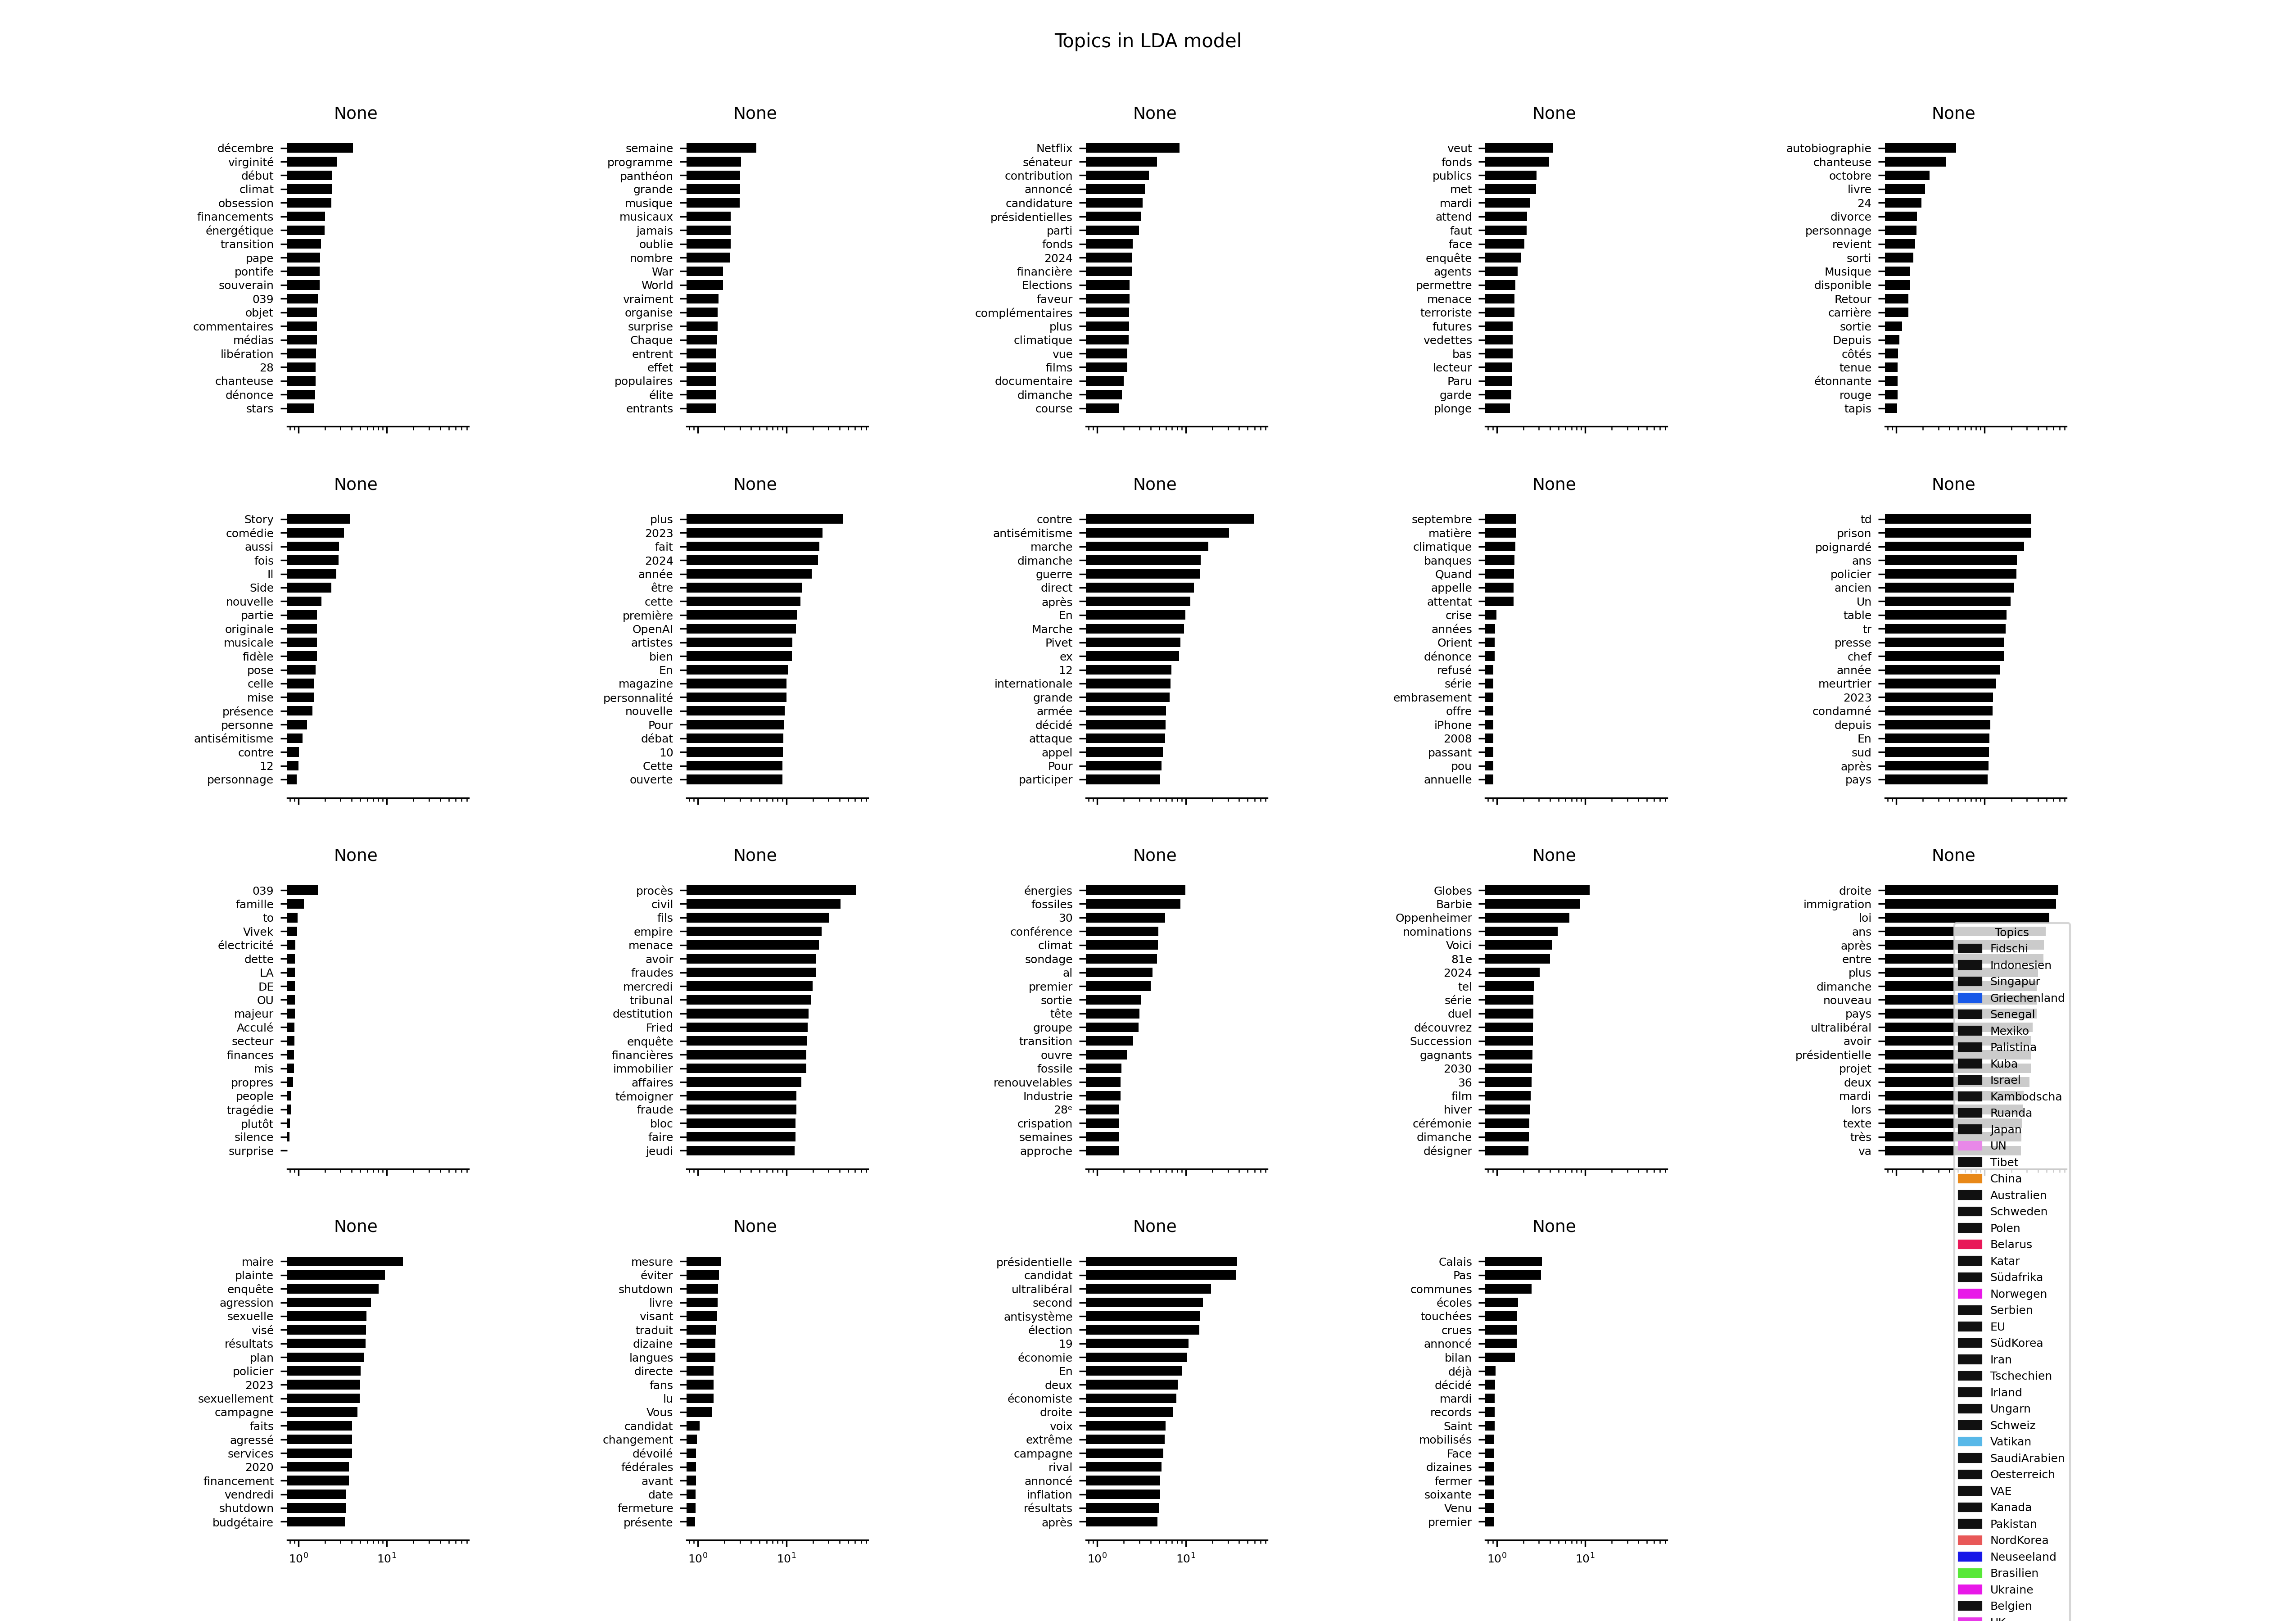 Topics in LDA model
None
décembre
virginité
début
climat
obsession
financements
énergétique
transition
pape
pontife
souverain
039
objet
commentaires
médias
libération
28
chanteuse
dénonce
stars
None
semaine
programme
panthéon
grande
musique
musicaux
jamais
oublie
nombre
War
World
vraiment
organise
surprise
Chaque
entrent
effet
populaires
élite
entrants
None
Netflix
sénateur
contribution
annoncé
candidature
présidentielles
parti
fonds
2024
financière
Elections
faveur
complémentaires
plus
climatique
vue
films
documentaire
dimanche
course
None
veut
fonds
publics
met
mardi
attend
faut
face
enquête
agents
permettre
menace
terroriste
futures
vedettes
bas
lecteur
Paru
garde
plonge
None
autobiographie
chanteuse
octobre
livre
24
divorce
personnage
revient
sorti
Musique
disponible
Retour
carrière
sortie
Depuis
côtés
tenue
étonnante
rouge
tapis
None
Story
comédie
aussi
fois
Il
Side
nouvelle
partie
originale
musicale
fidèle
pose
celle
mise
présence
personne
antisémitisme
contre
12
personnage
None
plus
2023
fait
2024
année
être
cette
première
OpenAI
artistes
bien
En
magazine
personnalité
nouvelle
Pour
débat
10
Cette
ouverte
None
contre
antisémitisme
marche
dimanche
guerre
direct
après
En
Marche
Pivet
ex
12
internationale
grande
armée
décidé
attaque
appel
Pour
participer
None
septembre
matière
climatique
banques
Quand
appelle
attentat
crise
années
Orient
dénonce
refusé
série
embrasement
offre
iPhone
2008
passant
pou
annuelle
None
td
prison
poignardé
ans
policier
ancien
Un
table
tr
presse
chef
année
meurtrier
2023
condamné
depuis
En
sud
après
pays
None
039
famille
to
Vivek
électricité
dette
LA
DE
OU
majeur
Acculé
secteur
finances
mis
propres
people
tragédie
plutôt
silence
surprise
None
procès
civil
fils
empire
menace
avoir
fraudes
mercredi
tribunal
destitution
Fried
enquête
financières
immobilier
affaires
témoigner
fraude
bloc
faire
jeudi
None
énergies
fossiles
30
conférence
climat
sondage
al
premier
sortie
tête
groupe
transition
ouvre
fossile
renouvelables
Industrie
28ᵉ
crispation
semaines
approche
None
Globes
Barbie
Oppenheimer
nominations
Voici
81e
2024
tel
série
duel
découvrez
Succession
gagnants
2030
36
film
hiver
cérémonie
dimanche
désigner
None
droite
immigration
loi
ans
après
entre
plus
dimanche
nouveau
pays
ultralibéral
avoir
présidentielle
projet
deux
mardi
lors
texte
très
va
None
maire
plainte
enquête
agression
sexuelle
visé
résultats
plan
policier
2023
sexuellement
campagne
faits
agressé
services
2020
financement
vendredi
shutdown
budgétaire
10⁰ 10¹
None
mesure
éviter
shutdown
livre
visant
traduit
dizaine
langues
directe
fans
lu
Vous
candidat
changement
dévoilé
fédérales
avant
date
fermeture
présente
10⁰ 10¹
None
présidentielle
candidat
ultralibéral
second
antisystème
élection
19
économie
En
deux
économiste
droite
voix
extrême
campagne
rival
annoncé
inflation
résultats
après
10⁰ 10¹
None
Calais
Pas
communes
écoles
touchées
crues
annoncé
bilan
déjà
décidé
mardi
records
Saint
mobilisés
Face
dizaines
fermer
soixante
Venu
premier
10⁰ 10¹
Topics
Fidschi
Indonesien
Singapur
Griechenland
Senegal
Mexiko
Palistina
Kuba
Israel
Kambodscha
Ruanda
Japan
UN
Tibet
China
Australien
Schweden
Polen
Belarus
Katar
Südafrika
Norwegen
Serbien
EU
SüdKorea
Iran
Tschechien
Irland
Ungarn
Schweiz
Vatikan
SaudiArabien
Oesterreich
VAE
Kanada
Pakistan
NordKorea
Neuseeland
Brasilien
Ukraine
Belgien